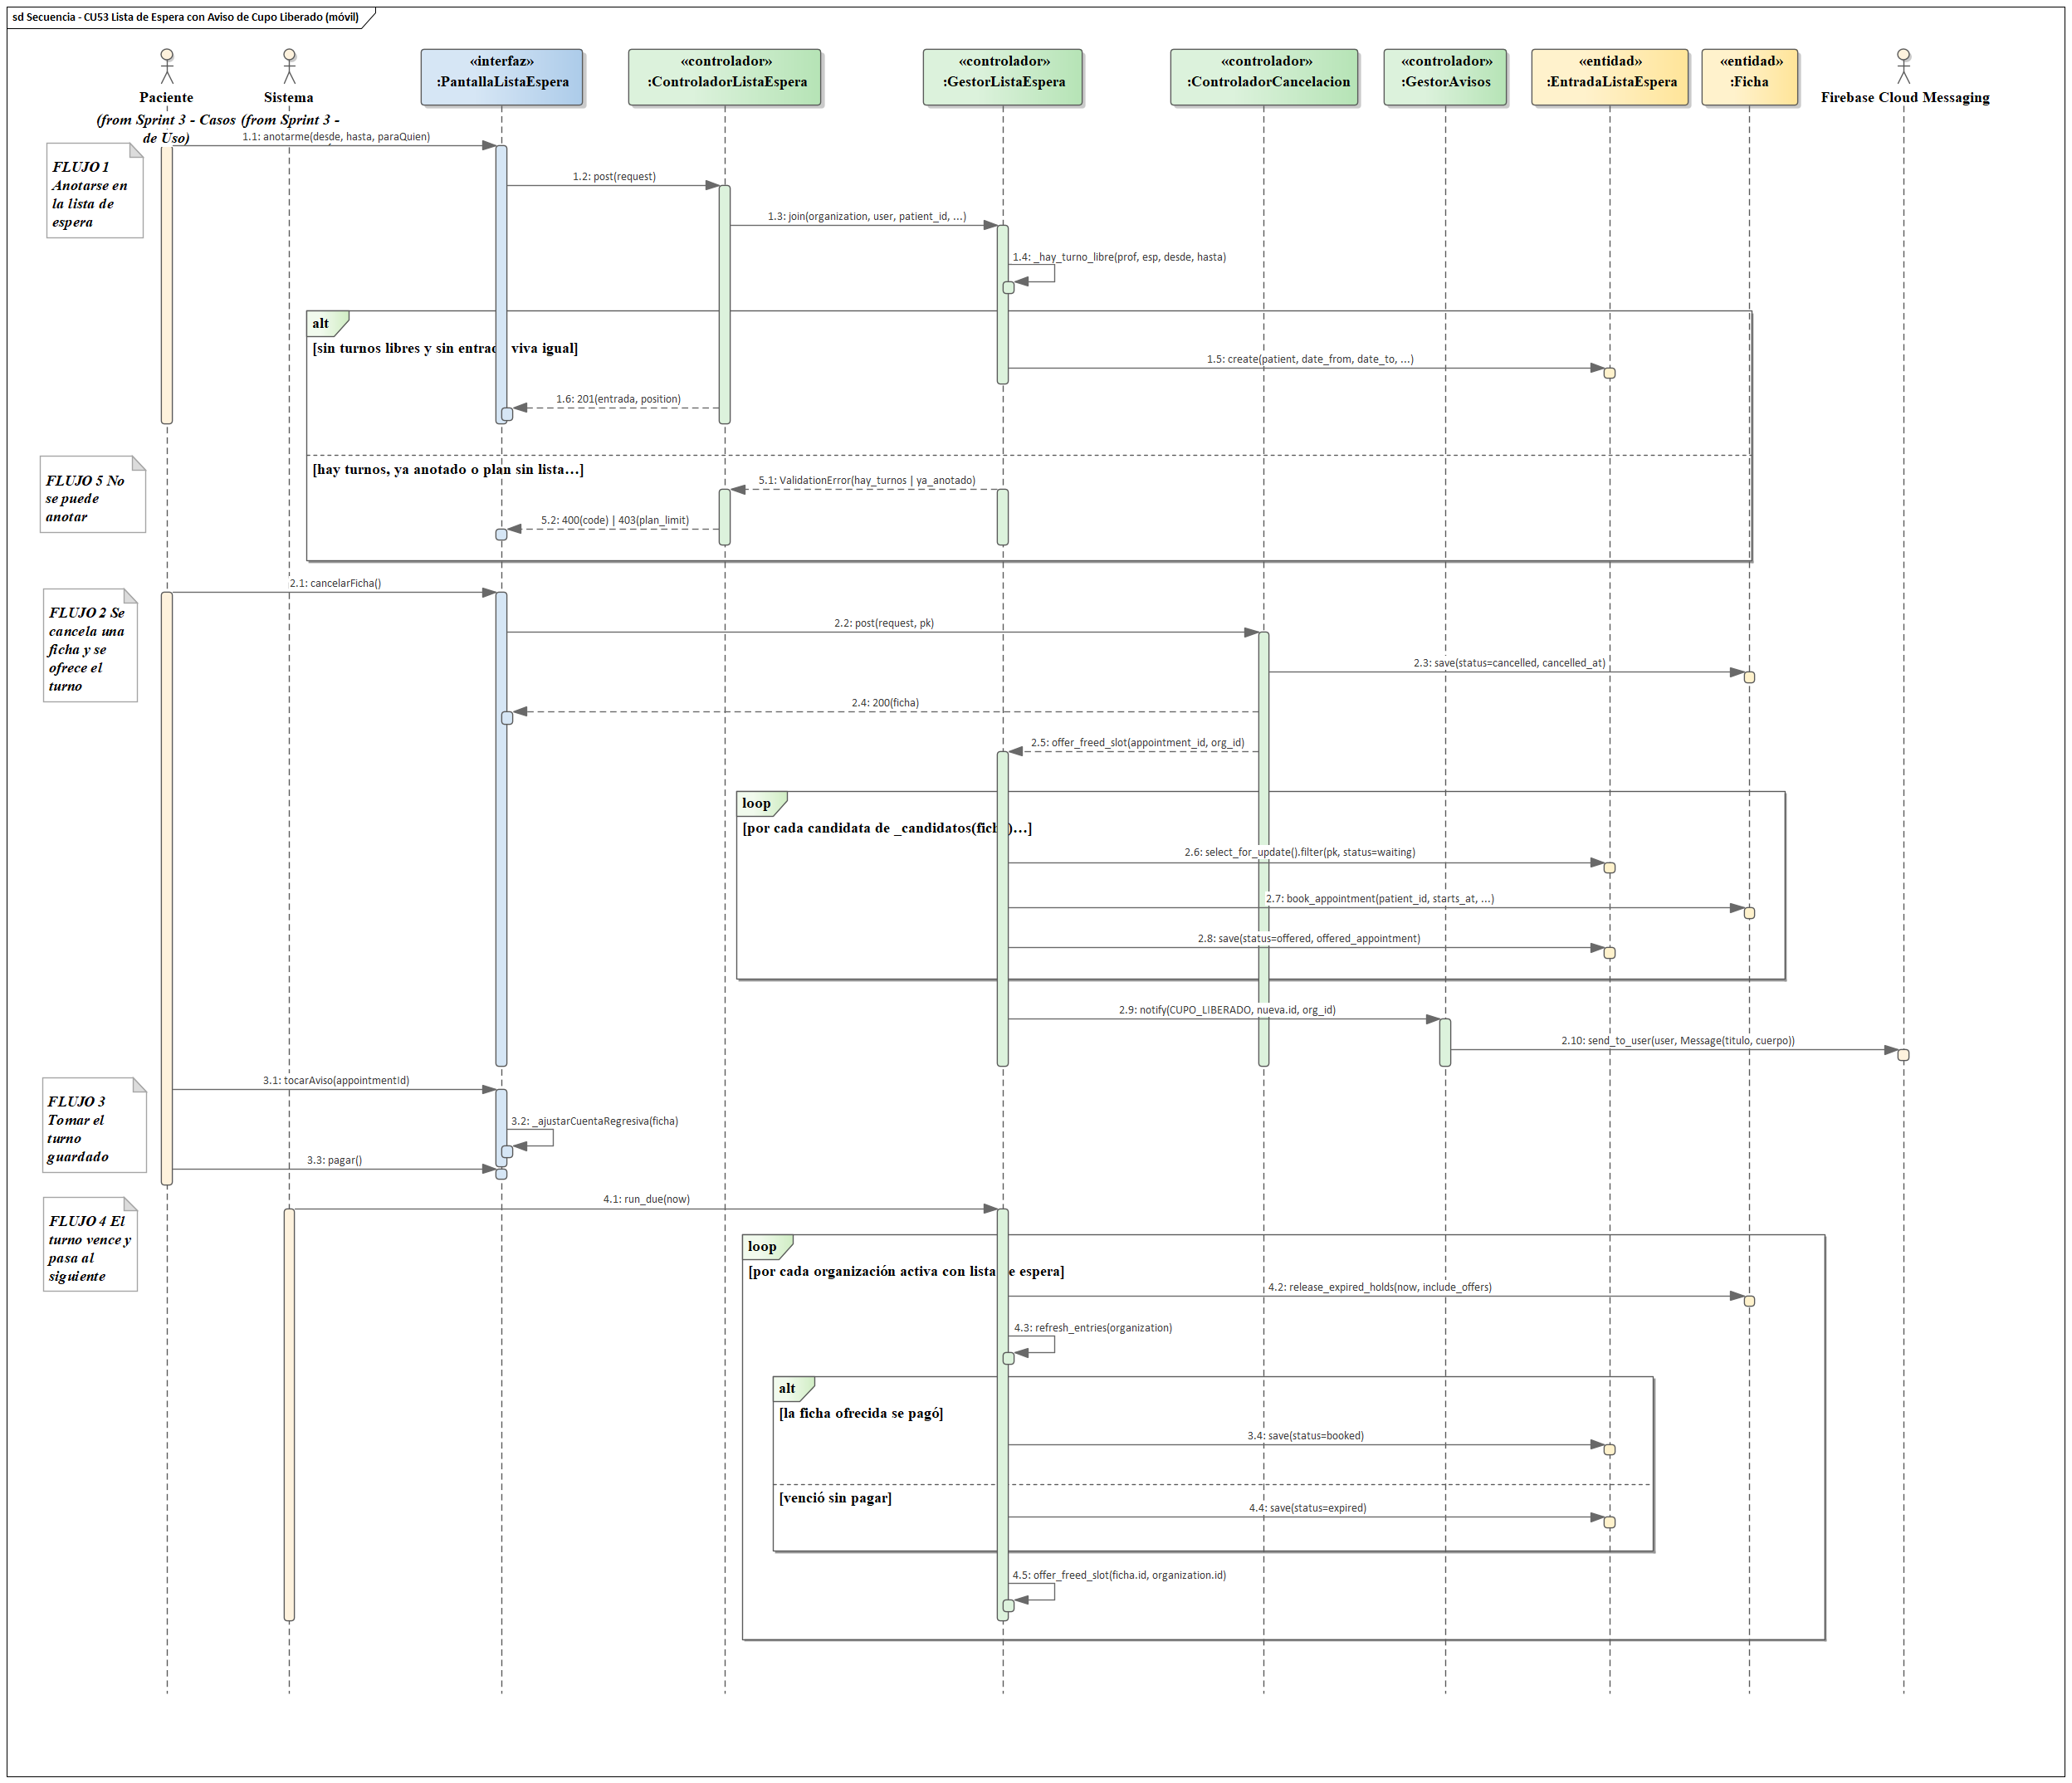 sd Secuencia - CU53 Lista de Espera con Aviso de Cupo Liberado (móvil)
Paciente
(from Sprint 3 - Casos
de Uso)
Sistema
(from Sprint 3 -
«interfaz»
:PantallaListaEspera
«controlador»
:ControladorListaEspera
«controlador»
:GestorListaEspera
«controlador»
:ControladorCancelacion
«controlador»
:GestorAvisos
«entidad»
:EntradaListaEspera
«entidad»
:Ficha
Firebase Cloud Messaging
FLUJO 1
Anotarse en
la lista de
espera
1.1: anotarme(desde, hasta, paraQuien)
1.2: post(request)
1.3: join(organization, user, patient_id, ...)
1.4: _hay_turno_libre(prof, esp, desde, hasta)
alt
[sin turnos libres y sin entrada viva igual]
1.5: create(patient, date_from, date_to, ...)
1.6: 201(entrada, position)
[hay turnos, ya anotado o plan sin lista...]
FLUJO 5 No
se puede
anotar
5.1: ValidationError(hay_turnos | ya_anotado)
5.2: 400(code) | 403(plan_limit)
FLUJO 2 Se
cancela una
ficha y se
ofrece el
turno
2.1: cancelarFicha()
2.2: post(request, pk)
2.3: save(status=cancelled, cancelled_at)
2.4: 200(ficha)
2.5: offer_freed_slot(appointment_id, org_id)
loop
[por cada candidata de _candidatos(ficha)...]
2.6: select_for_update().filter(pk, status=waiting)
2.7: book_appointment(patient_id, starts_at, ...)
2.8: save(status=offered, offered_appointment)
2.9: notify(CUPO_LIBERADO, nueva.id, org_id)
2.10: send_to_user(user, Message(titulo, cuerpo))
FLUJO 3
Tomar el
turno
guardado
3.1: tocarAviso(appointmentId)
3.2: _ajustarCuentaRegresiva(ficha)
3.3: pagar()
FLUJO 4 El
turno vence y
pasa al
siguiente
4.1: run_due(now)
loop
[por cada organización activa con lista de espera]
4.2: release_expired_holds(now, include_offers)
4.3: refresh_entries(organization)
alt
[la ficha ofrecida se pagó]
3.4: save(status=booked)
[venció sin pagar]
4.4: save(status=expired)
4.5: offer_freed_slot(ficha.id, organization.id)